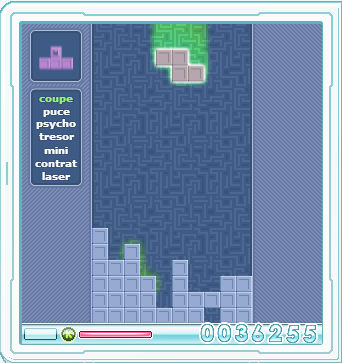 coupe
puce
psycho
tresor
mini
contrat
laser
0036255